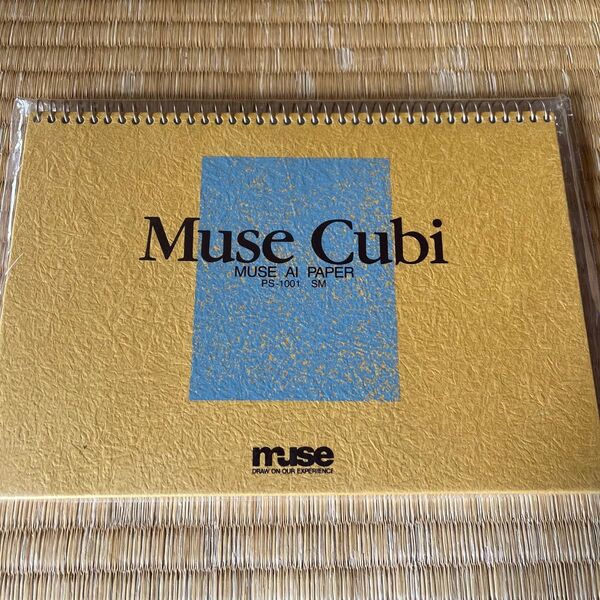 Muse Cubi
MUSE AI PAPER
PS-1001 SM
muse
DRAW ON OUR EXPERIENCE